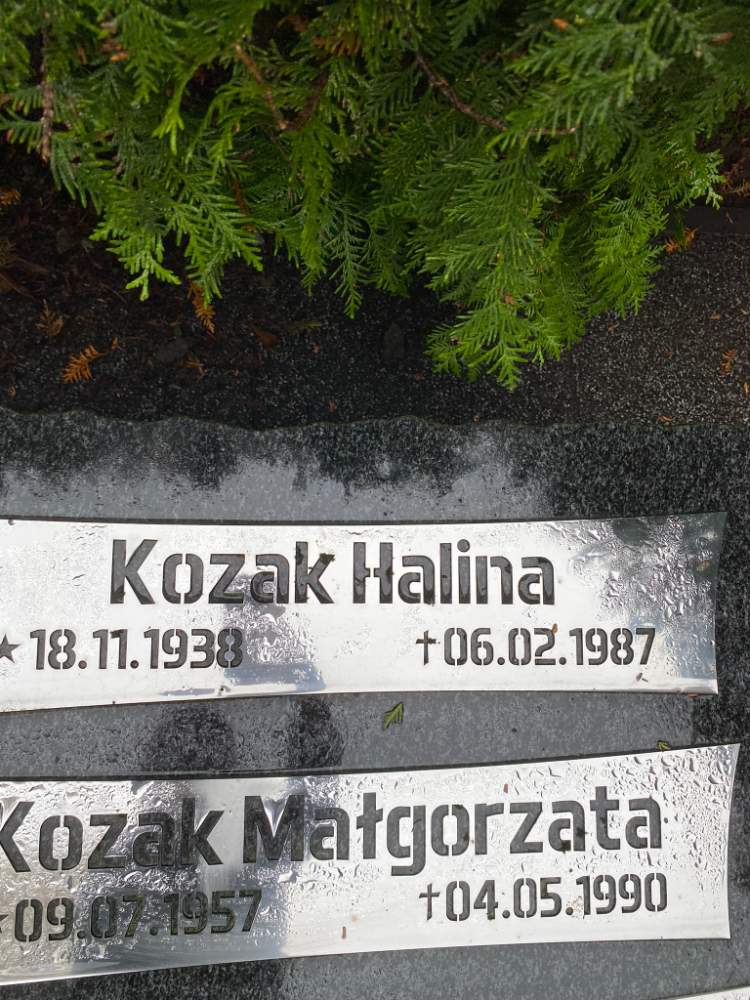 Kozak Halina
★ 18.11.1938 †06.02.1987
Kozak Małgorzata
★09.07.1957 †04.05.1990